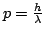 p = h/λ